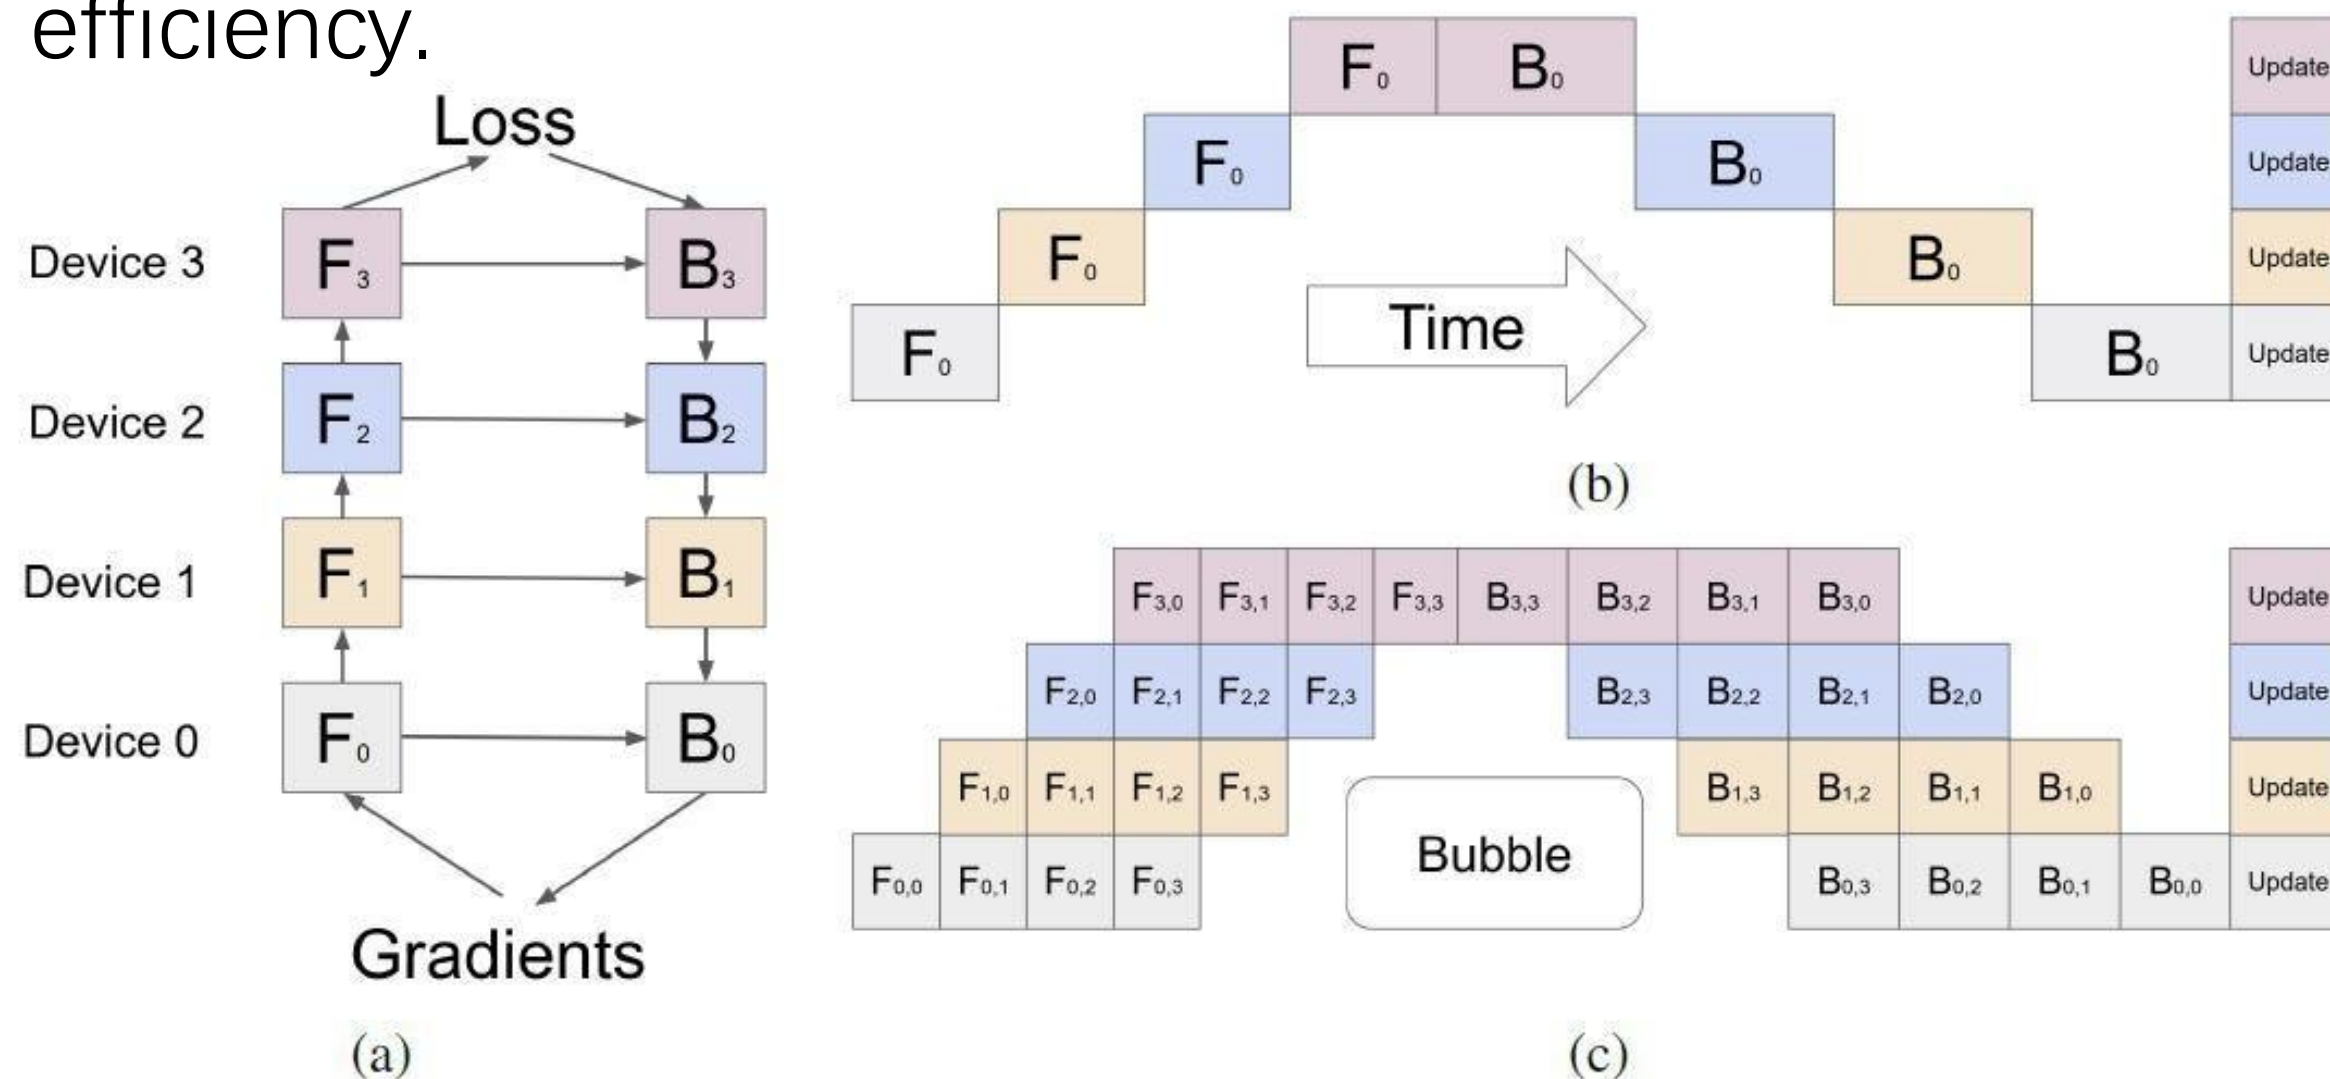 efficiency.
Loss
Device 3 F3 B3
Device 2 F2 B2
Device 1 F1 B1
Device 0 F0 B0
Gradients
(a)
F0 B0 Update
F0 B0 Update
F0 B0 Update
Time
F0 B0 Update
(b)
F3,0 F3,1 F3,2 F3,3 B3,3 B3,2 B3,1 B3,0 Update
F2,0 F2,1 F2,2 F2,3 B2,3 B2,2 B2,1 B2,0 Update
F1,0 F1,1 F1,2 F1,3 B1,3 B1,2 B1,1 B1,0 Update
Bubble
F0,0 F0,1 F0,2 F0,3 B0,3 B0,2 B0,1 B0,0 Update
(c)